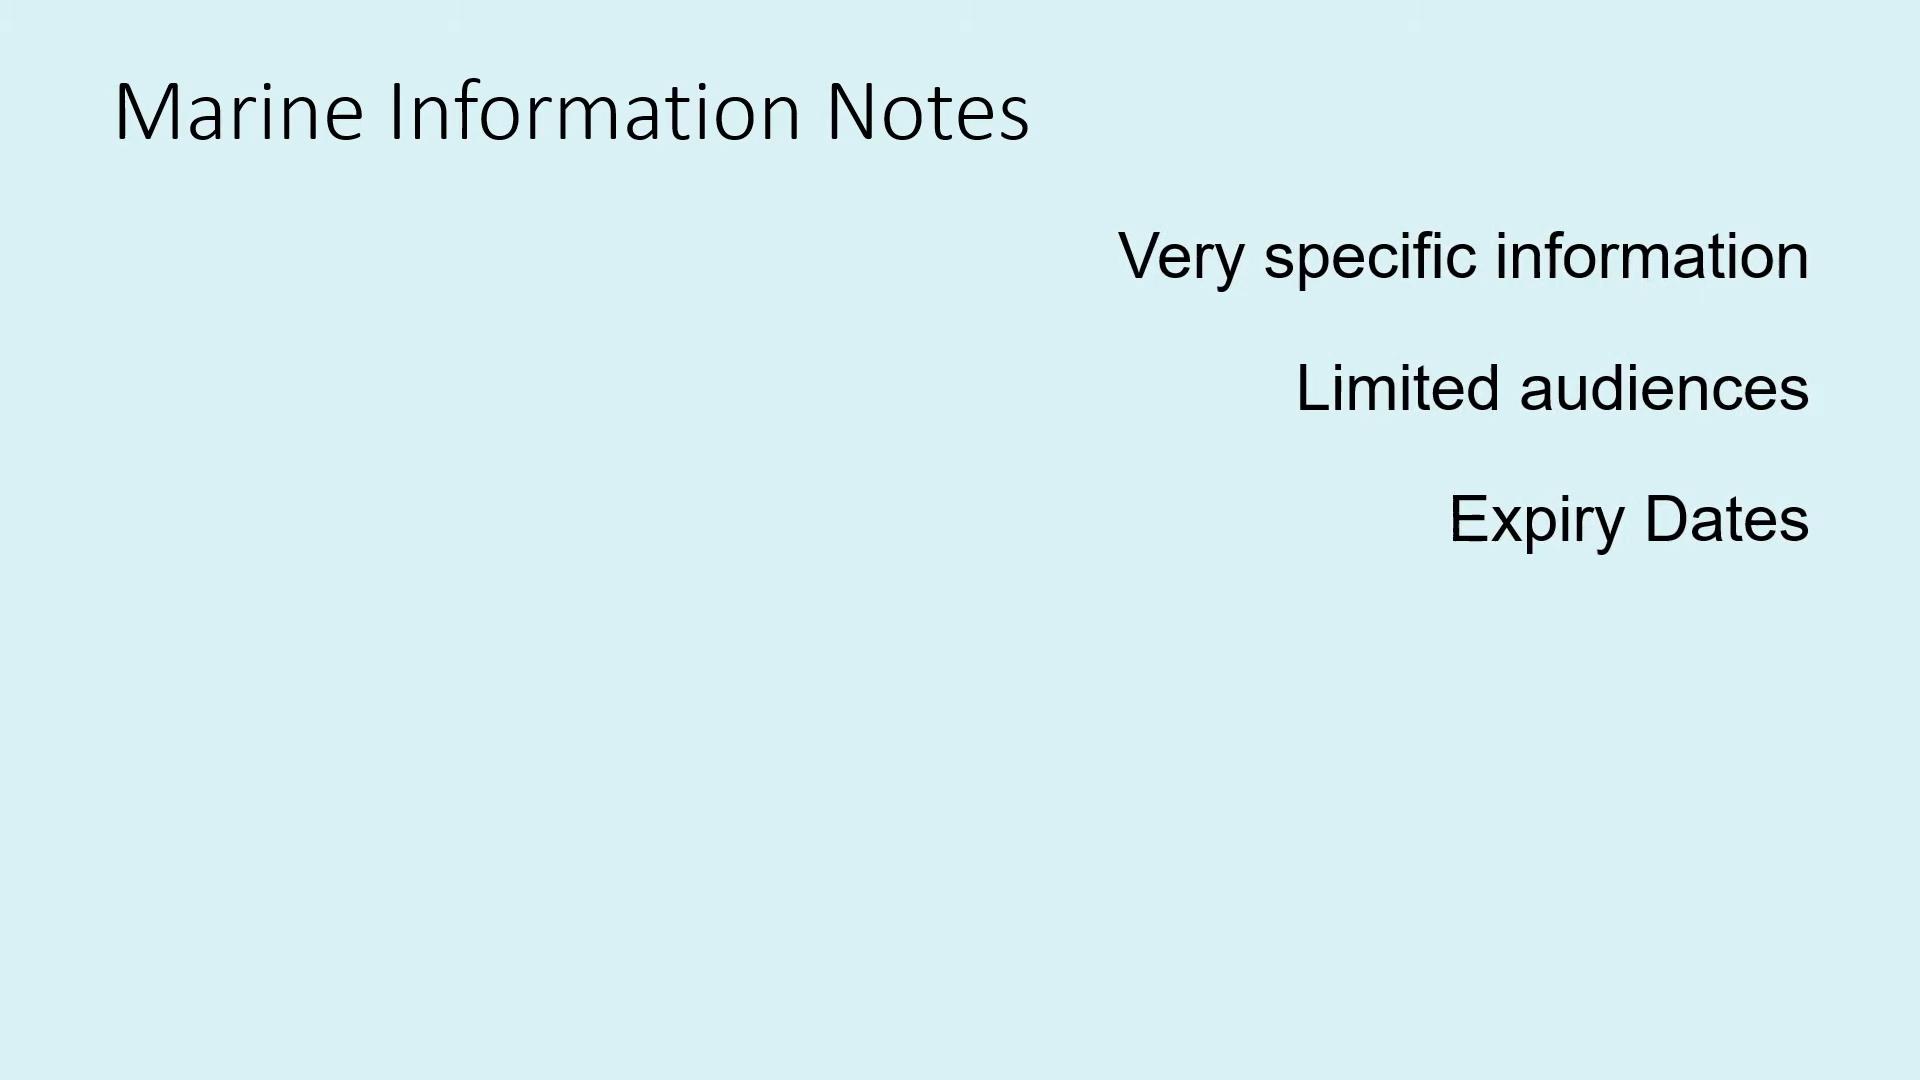 Marine Information Notes
Very specific information
Limited audiences
Expiry Dates